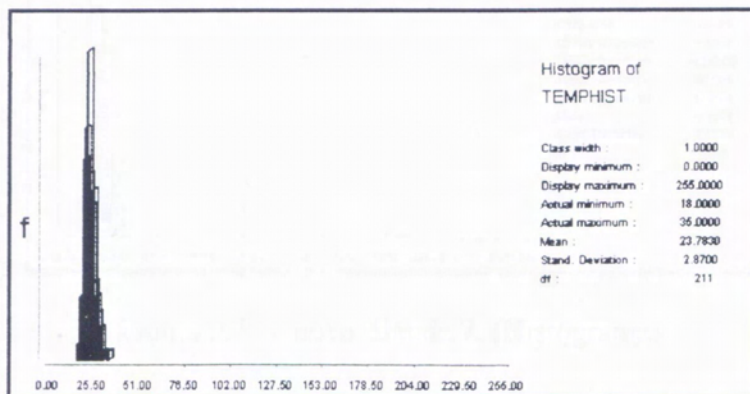 Histogram of
TEMPHIST
Class width : 1.0000
Display minimum : 0.0000
Display maximum : 255.0000
Actual minimum : 18.0000
Actual maximum : 35.0000
Mean : 23.7830
Stand. Deviation : 2.8700
df : 211
f
0.00 25.50 51.00 76.50 102.00 127.50 153.00 178.50 204.00 229.50 255.00